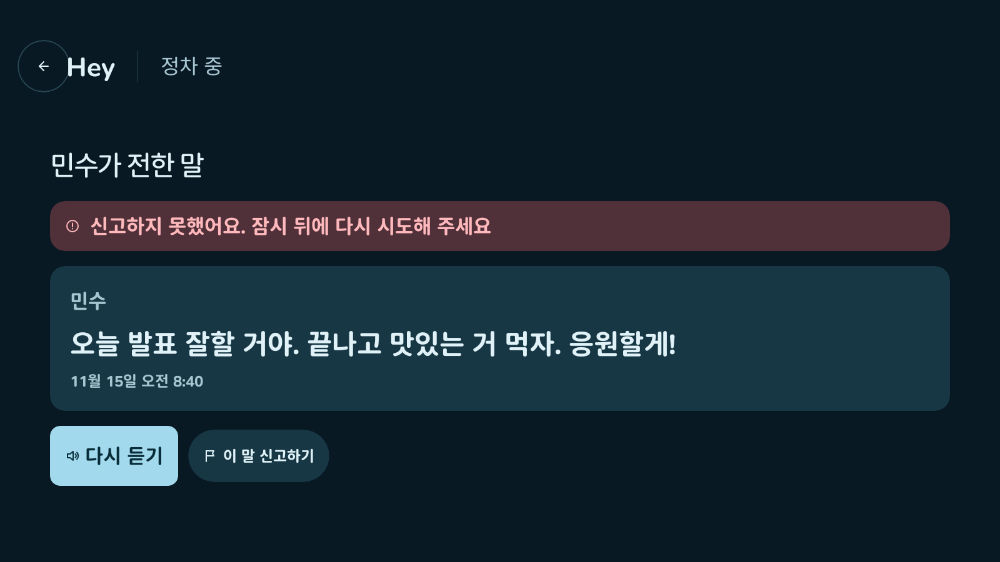 Hey
정차 중
민수가 전한 말
신고하지 못했어요. 잠시 뒤에 다시 시도해 주세요
민수
오늘 발표 잘할 거야. 끝나고 맛있는 거 먹자. 응원할게!
11월 15일 오전 8:40
다시 듣기
이 말 신고하기